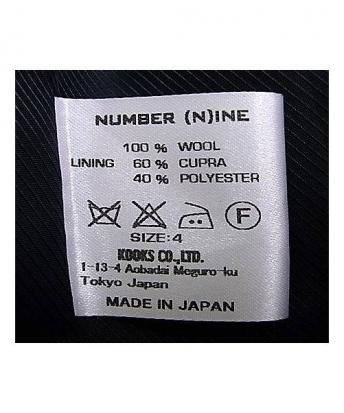 NUMBER (N)INE
100 % WOOL
LINING 60 % CUPRA
40 % POLYESTER
F
SIZE:4
KOOKS CO.,LTD.
1-13-4 Aobadai Meguro-ku
Tokyo Japan
MADE IN JAPAN